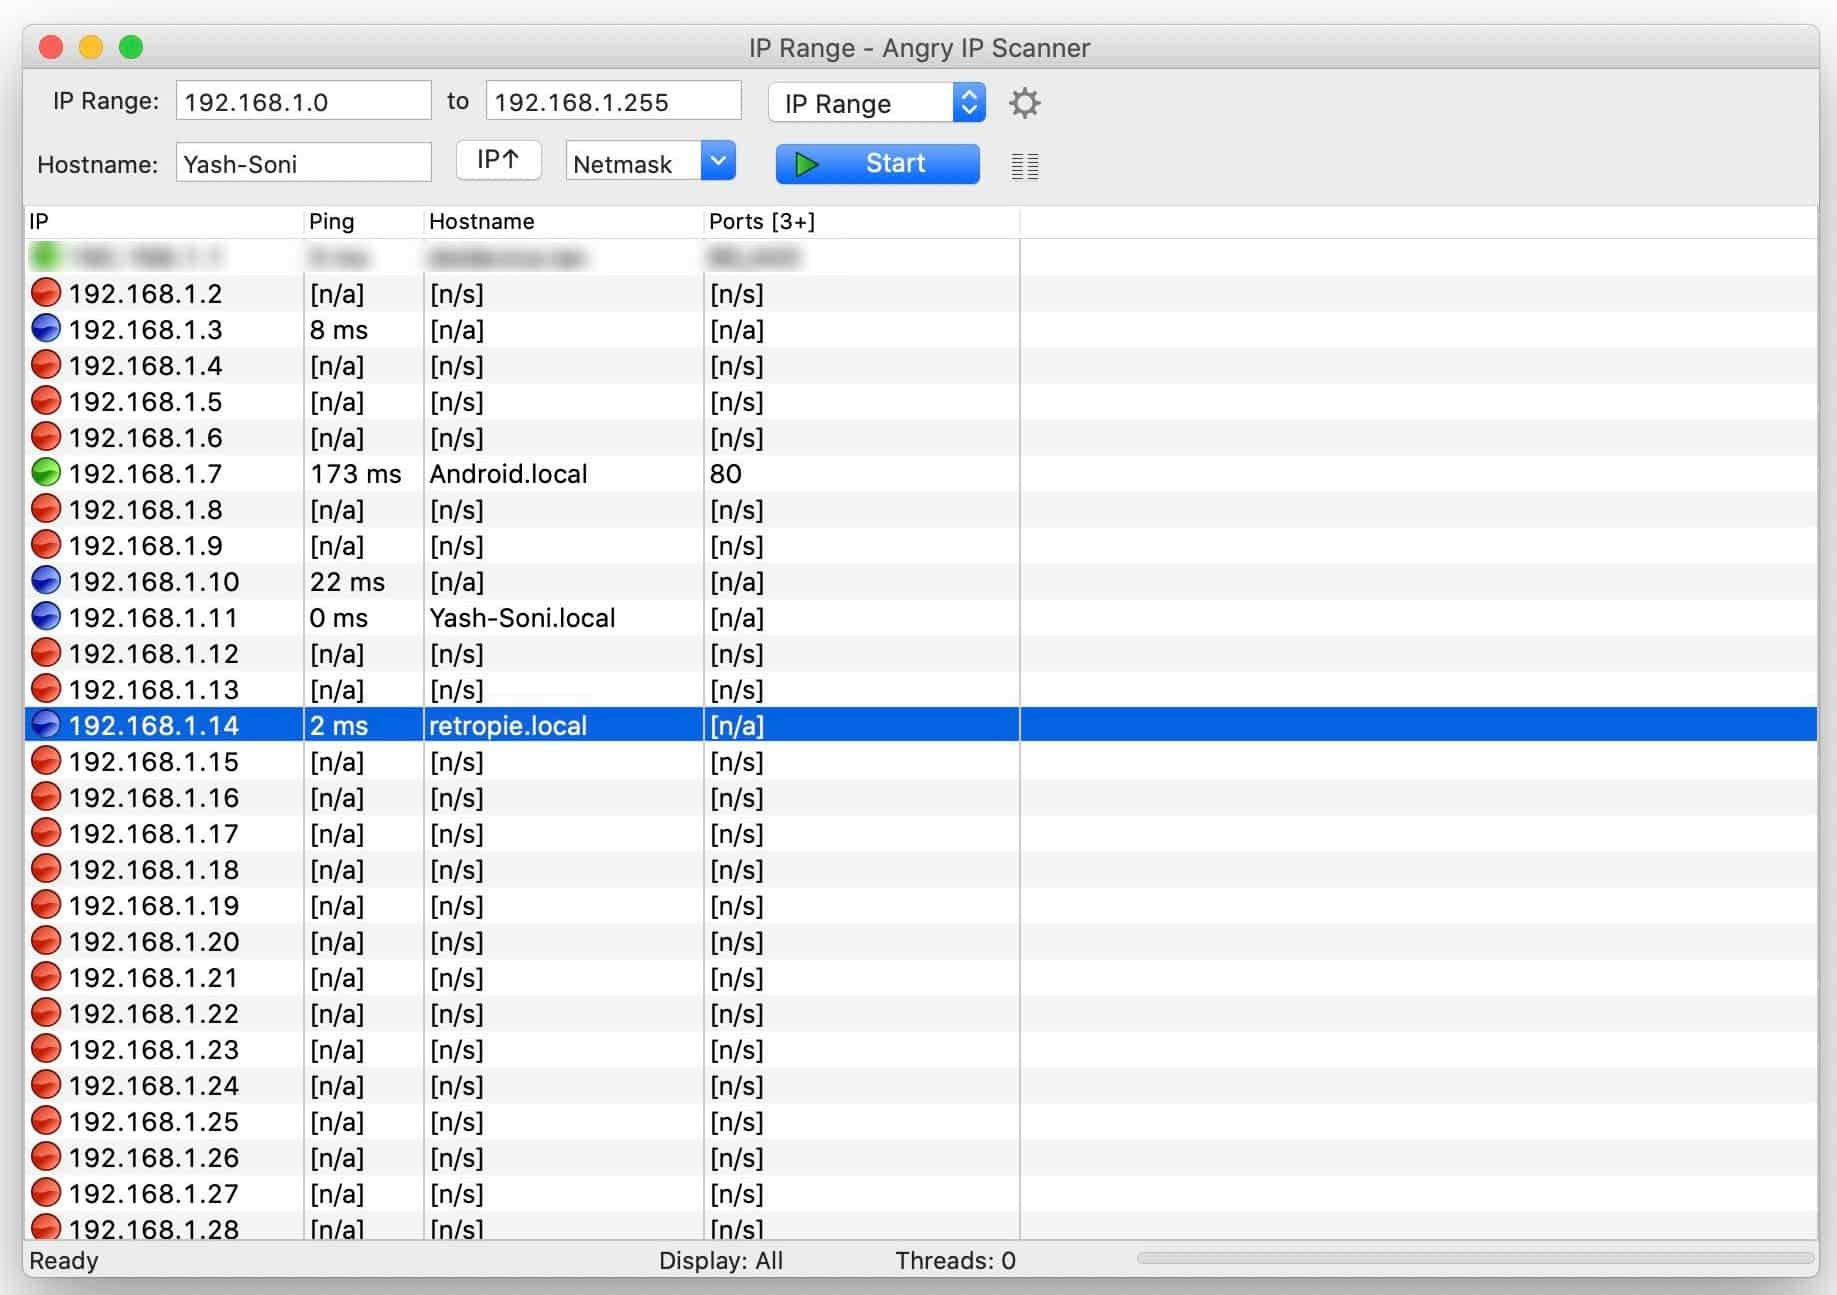 IP Range - Angry IP Scanner
IP Range: 192.168.1.0 to 192.168.1.255 IP Range
Hostname: Yash-Soni IP↑ Netmask Start
IP Ping Hostname Ports [3+]
192.168.1.2 [n/a] [n/s] [n/s]
192.168.1.3 8 ms [n/a] [n/a]
192.168.1.4 [n/a] [n/s] [n/s]
192.168.1.5 [n/a] [n/s] [n/s]
192.168.1.6 [n/a] [n/s] [n/s]
192.168.1.7 173 ms Android.local 80
192.168.1.8 [n/a] [n/s] [n/s]
192.168.1.9 [n/a] [n/s] [n/s]
192.168.1.10 22 ms [n/a] [n/a]
192.168.1.11 0 ms Yash-Soni.local [n/a]
192.168.1.12 [n/a] [n/s] [n/s]
192.168.1.13 [n/a] [n/s] [n/s]
192.168.1.14 2 ms retropie.local [n/a]
192.168.1.15 [n/a] [n/s] [n/s]
192.168.1.16 [n/a] [n/s] [n/s]
192.168.1.17 [n/a] [n/s] [n/s]
192.168.1.18 [n/a] [n/s] [n/s]
192.168.1.19 [n/a] [n/s] [n/s]
192.168.1.20 [n/a] [n/s] [n/s]
192.168.1.21 [n/a] [n/s] [n/s]
192.168.1.22 [n/a] [n/s] [n/s]
192.168.1.23 [n/a] [n/s] [n/s]
192.168.1.24 [n/a] [n/s] [n/s]
192.168.1.25 [n/a] [n/s] [n/s]
192.168.1.26 [n/a] [n/s] [n/s]
192.168.1.27 [n/a] [n/s] [n/s]
192.168.1.28 [n/a] [n/s] [n/s]
Ready Display: All Threads: 0